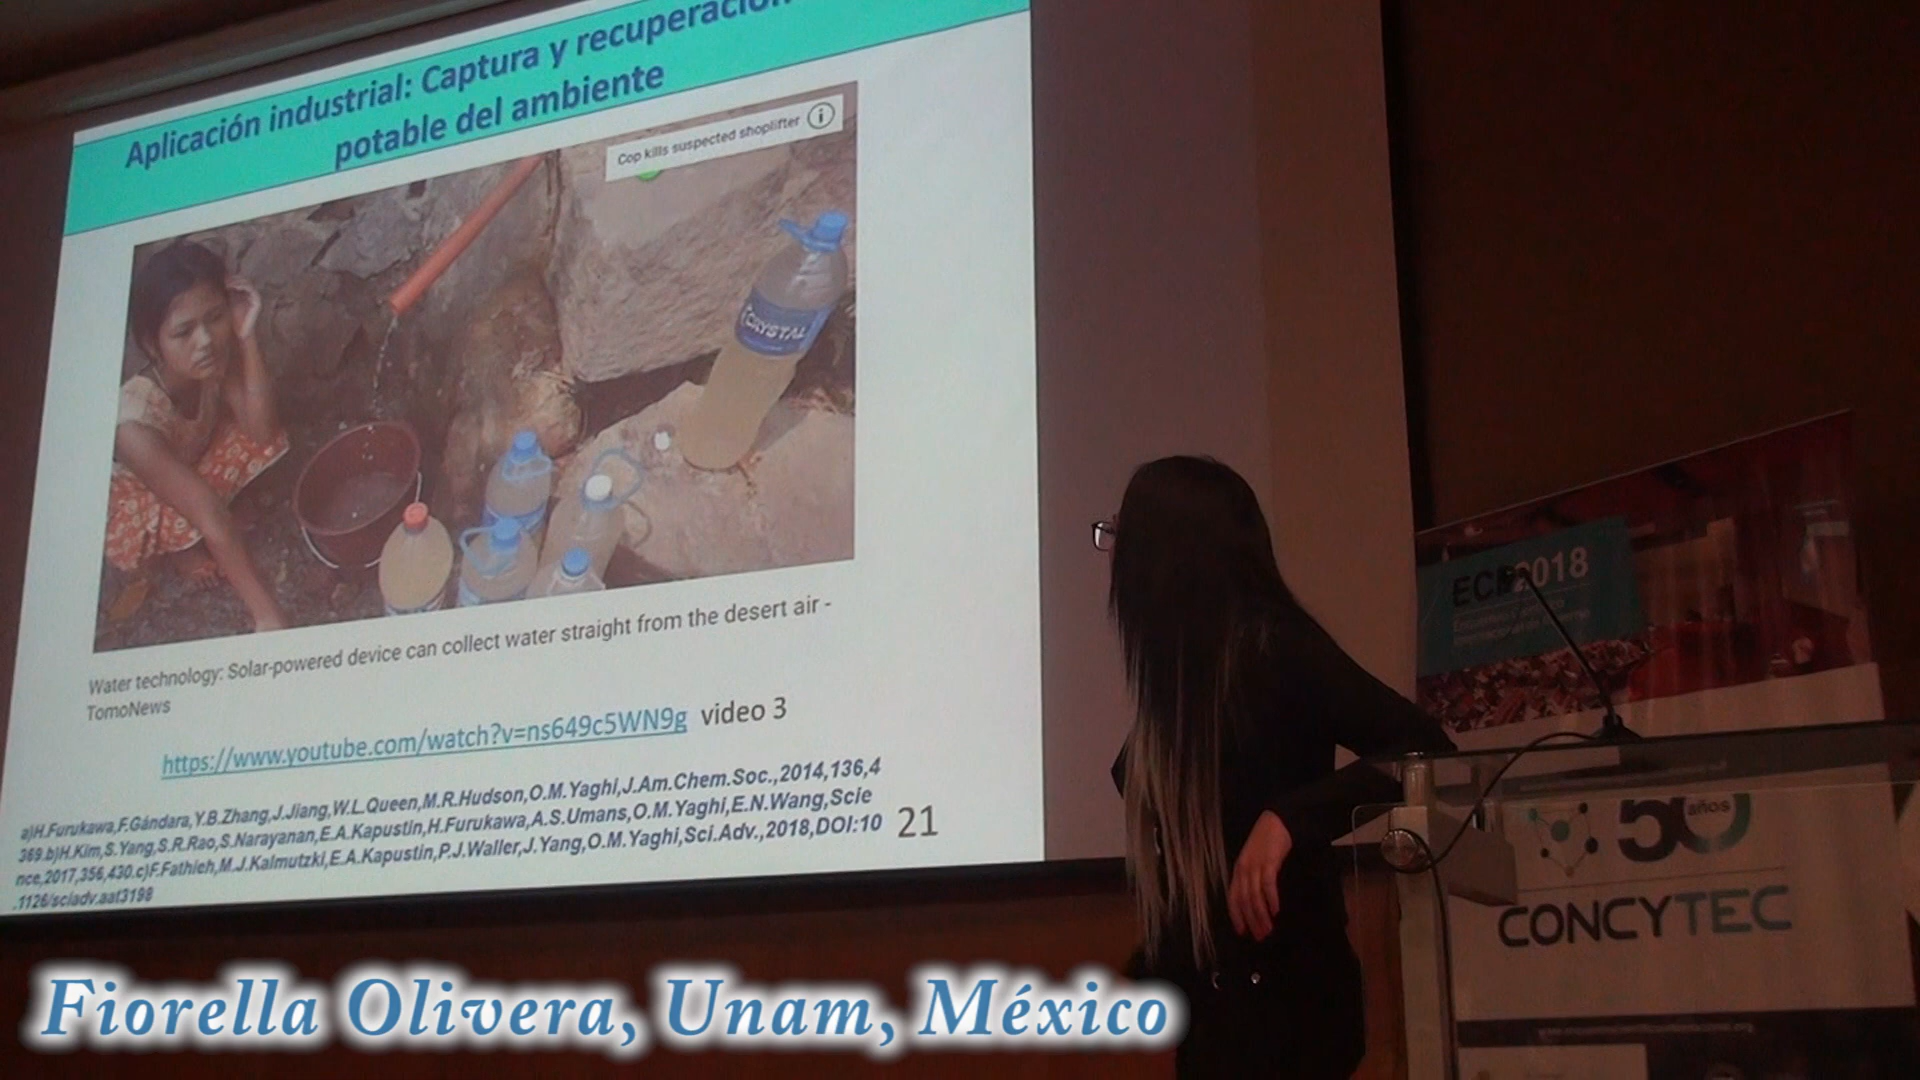 Aplicación industrial: Captura y recuperación
potable del ambiente
Cop kills suspected shoplifter
CRYSTAL
Water technology: Solar-powered device can collect water straight from the desert air -
TomoNews
https://www.youtube.com/watch?v=ns649c5WN9g video 3
a)H.Furukawa,F.Gándara,Y.B.Zhang,J.Jiang,W.L.Queen,M.R.Hudson,O.M.Yaghi,J.Am.Chem.Soc.,2014,136,4
369.b)H.Kim,S.Yang,S.R.Rao,S.Narayanan,E.A.Kapustin,H.Furukawa,A.S.Umans,O.M.Yaghi,E.N.Wang,Scie
nce,2017,356,430.c)F.Fathieh,M.J.Kalmutzki,E.A.Kapustin,P.J.Waller,J.Yang,O.M.Yaghi,Sci.Adv.,2018,DOI:10
.1126/sciadv.aat3198
21
2018
50
años
CONCYTEC
Fiorella Olivera, Unam, México